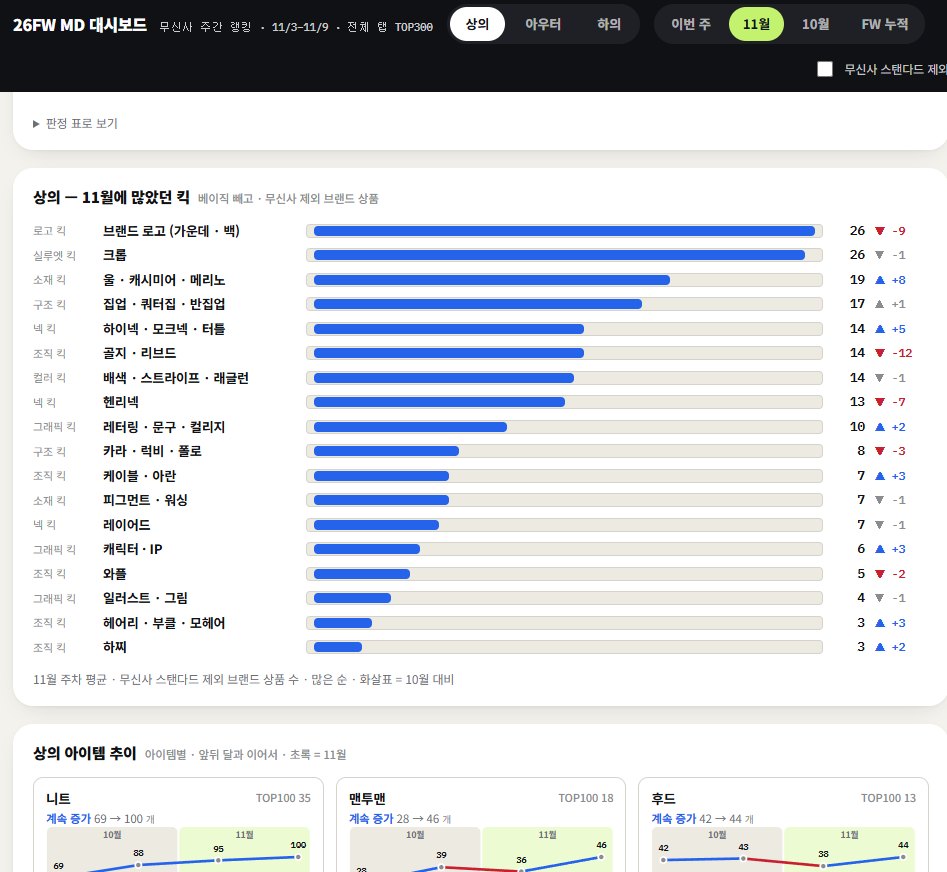 26FW MD 대시보드 무신사 주간 랭킹 · 11/3–11/9 · 전체 탭 TOP300 상의 아우터 하의 이번 주 11월 10월 FW 누적
무신사 스탠다드 제외
▶ 판정 표로 보기
상의 — 11월에 많았던 킥 베이직 빼고 · 무신사 제외 브랜드 상품
로고 킥 브랜드 로고 (가운데 · 백) 26 ▼ -9
실루엣 킥 크롭 26 ▼ -1
소재 킥 울 · 캐시미어 · 메리노 19 ▲ +8
구조 킥 집업 · 쿼터집 · 반집업 17 ▲ +1
넥 킥 하이넥 · 모크넥 · 터틀 14 ▲ +5
조직 킥 골지 · 리브드 14 ▼ -12
컬러 킥 배색 · 스트라이프 · 래글런 14 ▼ -1
넥 킥 헨리넥 13 ▼ -7
그래픽 킥 레터링 · 문구 · 컬리지 10 ▲ +2
구조 킥 카라 · 럭비 · 폴로 8 ▼ -3
조직 킥 케이블 · 아란 7 ▲ +3
소재 킥 피그먼트 · 워싱 7 ▼ -1
넥 킥 레이어드 7 ▼ -1
그래픽 킥 캐릭터 · IP 6 ▲ +3
조직 킥 와플 5 ▼ -2
그래픽 킥 일러스트 · 그림 4 ▼ -1
조직 킥 헤어리 · 부클 · 모헤어 3 ▲ +3
조직 킥 하찌 3 ▲ +2
11월 주차 평균 · 무신사 스탠다드 제외 브랜드 상품 수 · 많은 순 · 화살표 = 10월 대비
상의 아이템 추이 아이템별 · 앞뒤 달과 이어서 · 초록 = 11월
니트 TOP100 35
계속 증가 69 → 100 개
10월 11월
69 88 95 100
맨투맨 TOP100 18
계속 증가 28 → 46 개
10월 11월
28 39 36 46
후드 TOP100 13
계속 증가 42 → 44 개
10월 11월
42 43 38 44